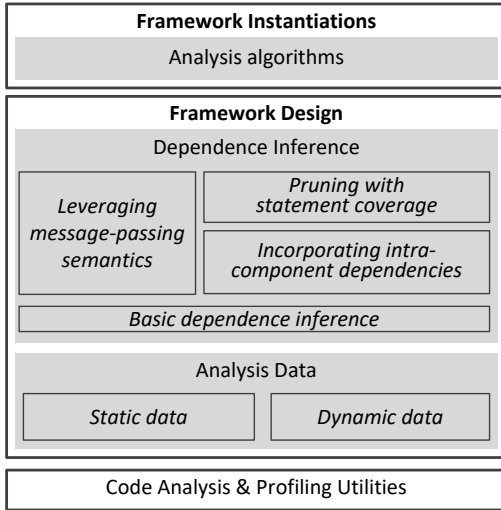 Framework Instantiations
Analysis algorithms
Framework Design
Dependence Inference
Leveraging
message-passing
semantics
Pruning with
statement coverage
Incorporating intra-
component dependencies
Basic dependence inference
Analysis Data
Static data
Dynamic data
Code Analysis & Profiling Utilities